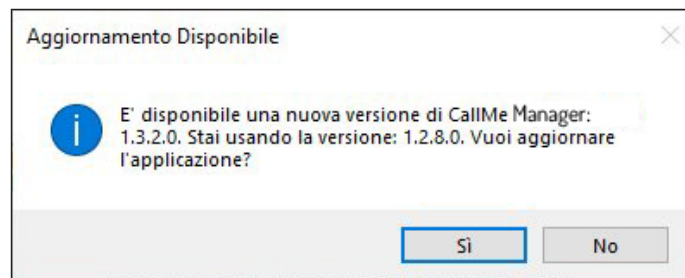 Aggiornamento Disponibile
E' disponibile una nuova versione di CallMe Manager:
1.3.2.0. Stai usando la versione: 1.2.8.0. Vuoi aggiornare
l'applicazione?
Sì
No